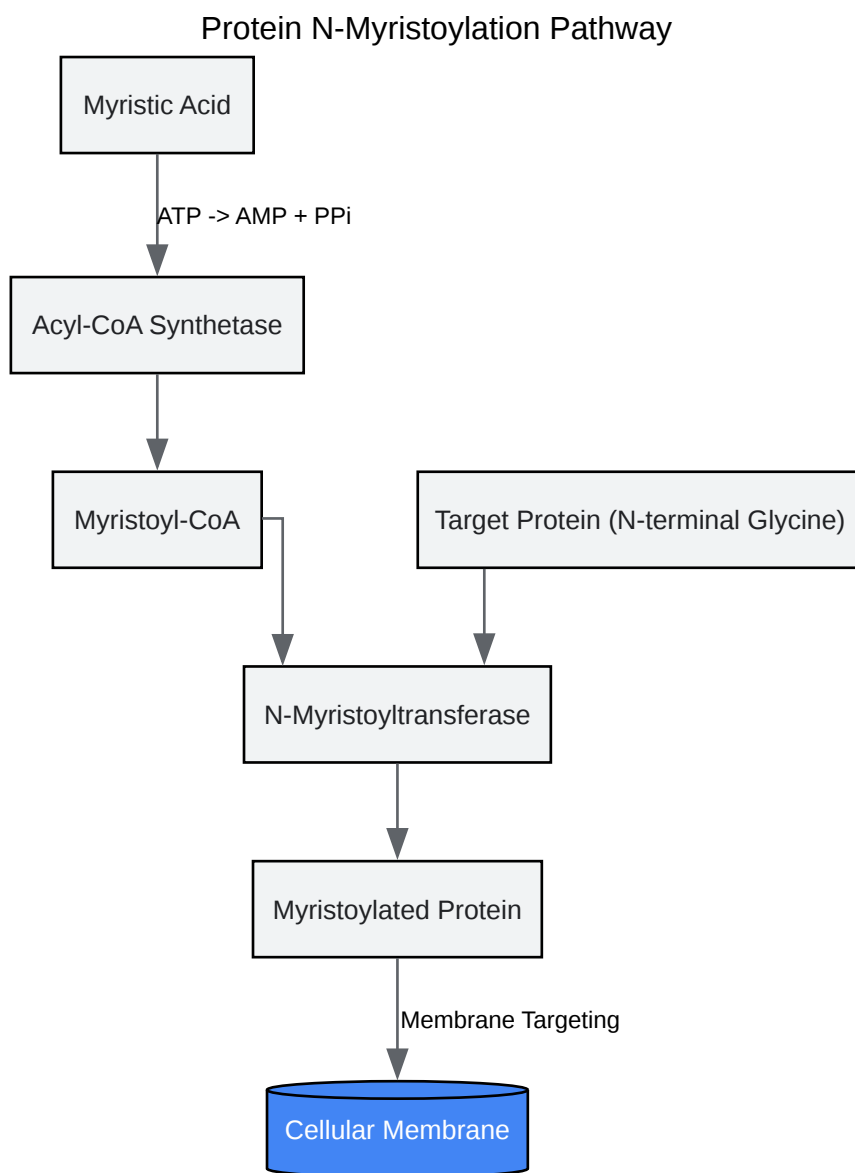 Protein N-Myristoylation Pathway
Myristic Acid
ATP -> AMP + PPi
Acyl-CoA Synthetase
Myristoyl-CoA
Target Protein (N-terminal Glycine)
N-Myristoyltransferase
Myristoylated Protein
Membrane Targeting
Cellular Membrane